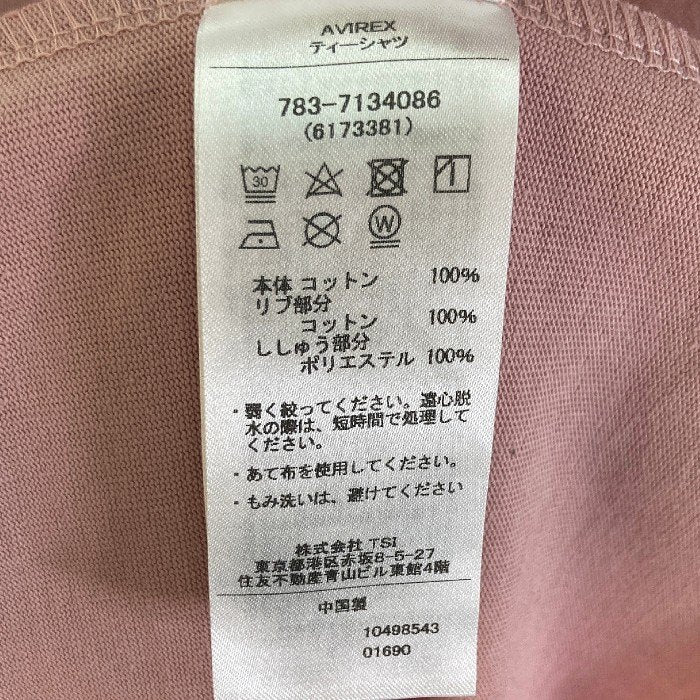 AVIREX
ティーシャツ
783-7134086
(6173381)
30
W
本体 コットン 100%
リブ部分
コットン 100%
ししゅう部分
ポリエステル 100%
・弱く絞ってください。遠心脱
水の際は、短時間で処理して
ください。
・あて布を使用してください。
・もみ洗いは、避けてください
株式会社 TSI
東京都港区赤坂8-5-27
住友不動産青山ビル東館4階
中国製
10498543
01690